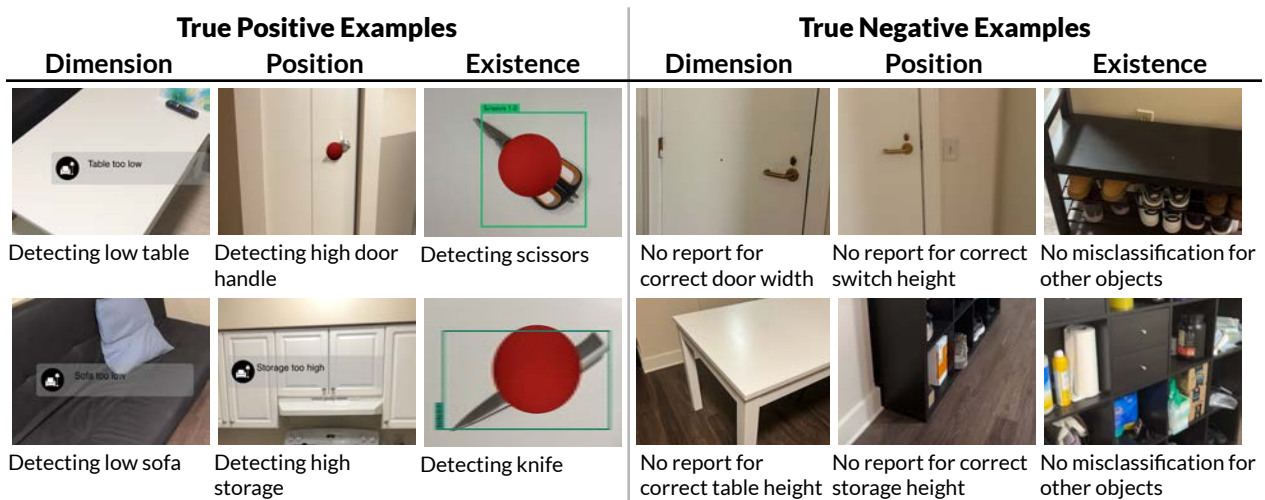 True Positive Examples
True Negative Examples
Dimension
Position
Existence
Dimension
Position
Existence
Table too low
Scissors 1.0
Detecting low table
Detecting high door
handle
Detecting scissors
No report for
correct door width
No report for correct
switch height
No misclassification for
other objects
Sofa too low
Storage too high
Detecting low sofa
Detecting high
storage
Detecting knife
No report for
correct table height
No report for correct
storage height
No misclassification for
other objects